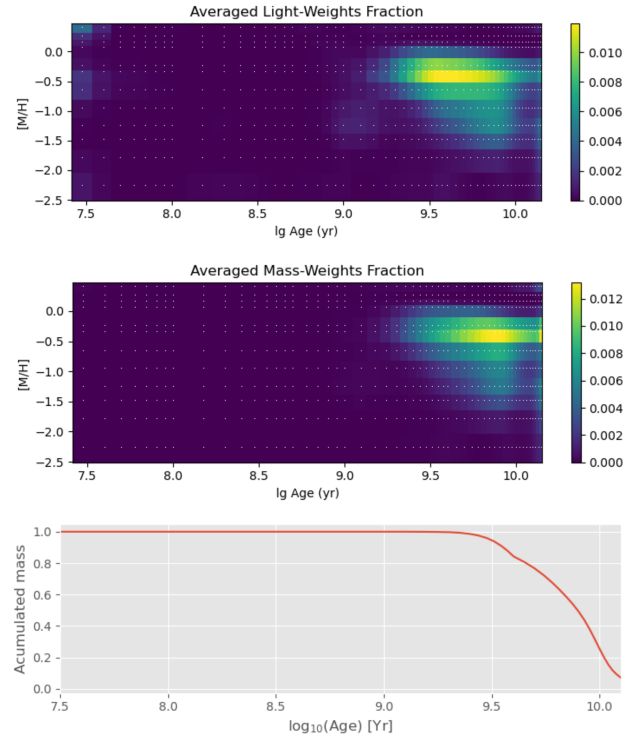 Averaged Light-Weights Fraction
[M/H]
0.0
−0.5
−1.0
−1.5
−2.0
−2.5
7.5 8.0 8.5 9.0 9.5 10.0
lg Age (yr)
0.010
0.008
0.006
0.004
0.002
0.000
Averaged Mass-Weights Fraction
[M/H]
0.0
−0.5
−1.0
−1.5
−2.0
−2.5
7.5 8.0 8.5 9.0 9.5 10.0
lg Age (yr)
0.012
0.010
0.008
0.006
0.004
0.002
0.000
Acumulated mass
1.0
0.8
0.6
0.4
0.2
0.0
7.5 8.0 8.5 9.0 9.5 10.0
log₁₀(Age) [Yr]